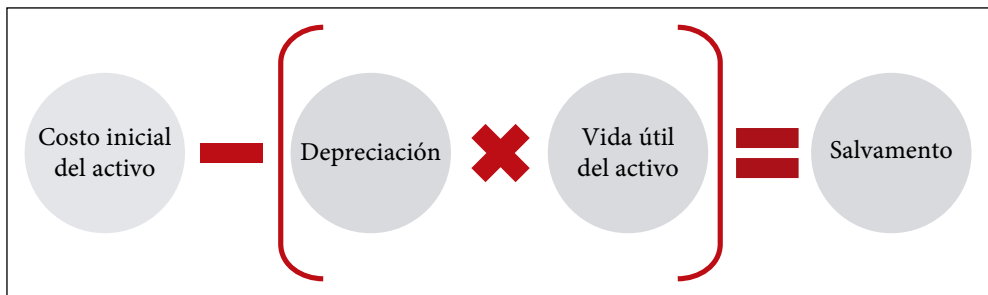 Costo inicial
del activo
Depreciación
Vida útil
del activo
Salvamento